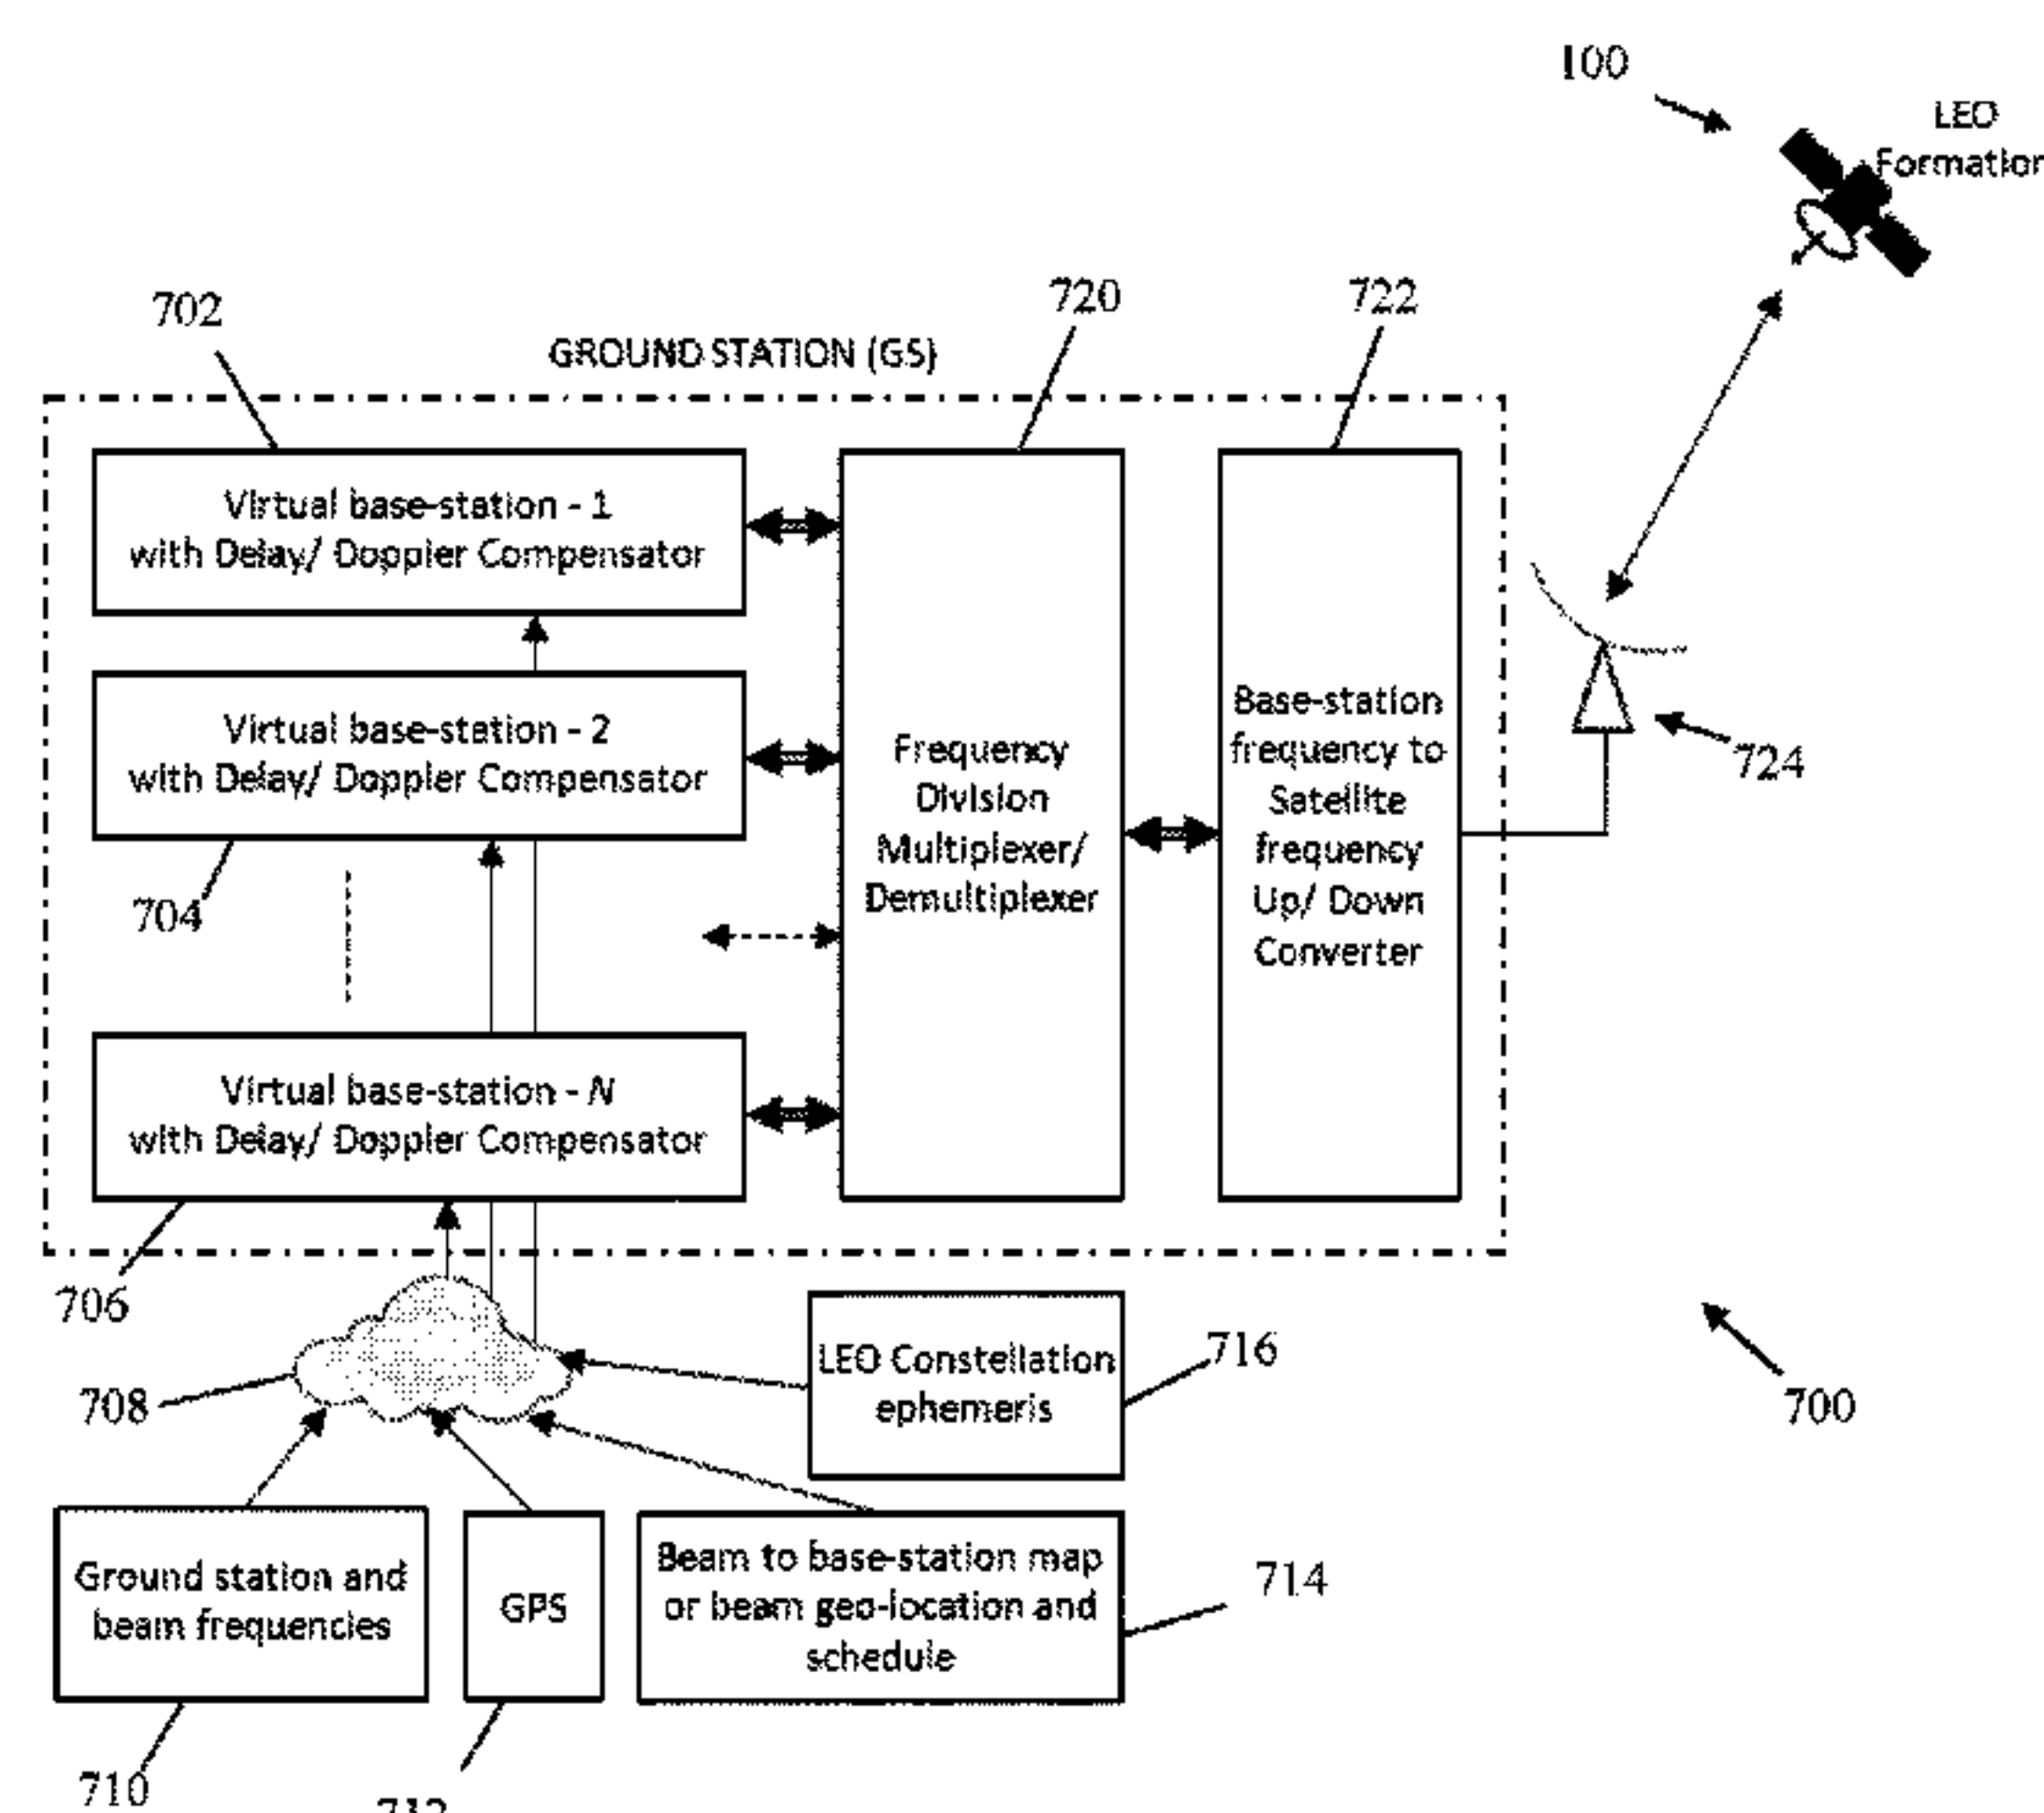 100
LEO
Formation
702
720
722
GROUND STATION (GS)
Virtual base-station - 1
with Delay/ Doppler Compensator
Virtual base-station - 2
with Delay/ Doppler Compensator
704
Frequency
Division
Multiplexer/
Demultiplexer
Base-station
frequency to
Satellite
frequency
Up/ Down
Converter
724
Virtual base-station - N
with Delay/ Doppler Compensator
706
708
LEO Constellation
ephemeris
716
700
Ground station and
beam frequencies
GPS
Beam to base-station map
or beam geo-location and
schedule
714
710